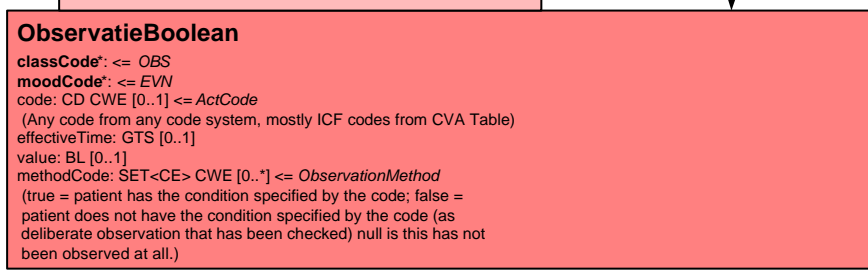 ObservatieBoolean
classCode*: <= OBS
moodCode*: <= EVN
code: CD CWE [0..1] <= ActCode
(Any code from any code system, mostly ICF codes from CVA Table)
effectiveTime: GTS [0..1]
value: BL [0..1]
methodCode: SET<CE> CWE [0..*] <= ObservationMethod
(true = patient has the condition specified by the code; false =
patient does not have the condition specified by the code (as
deliberate observation that has been checked) null is this has not
been observed at all.)